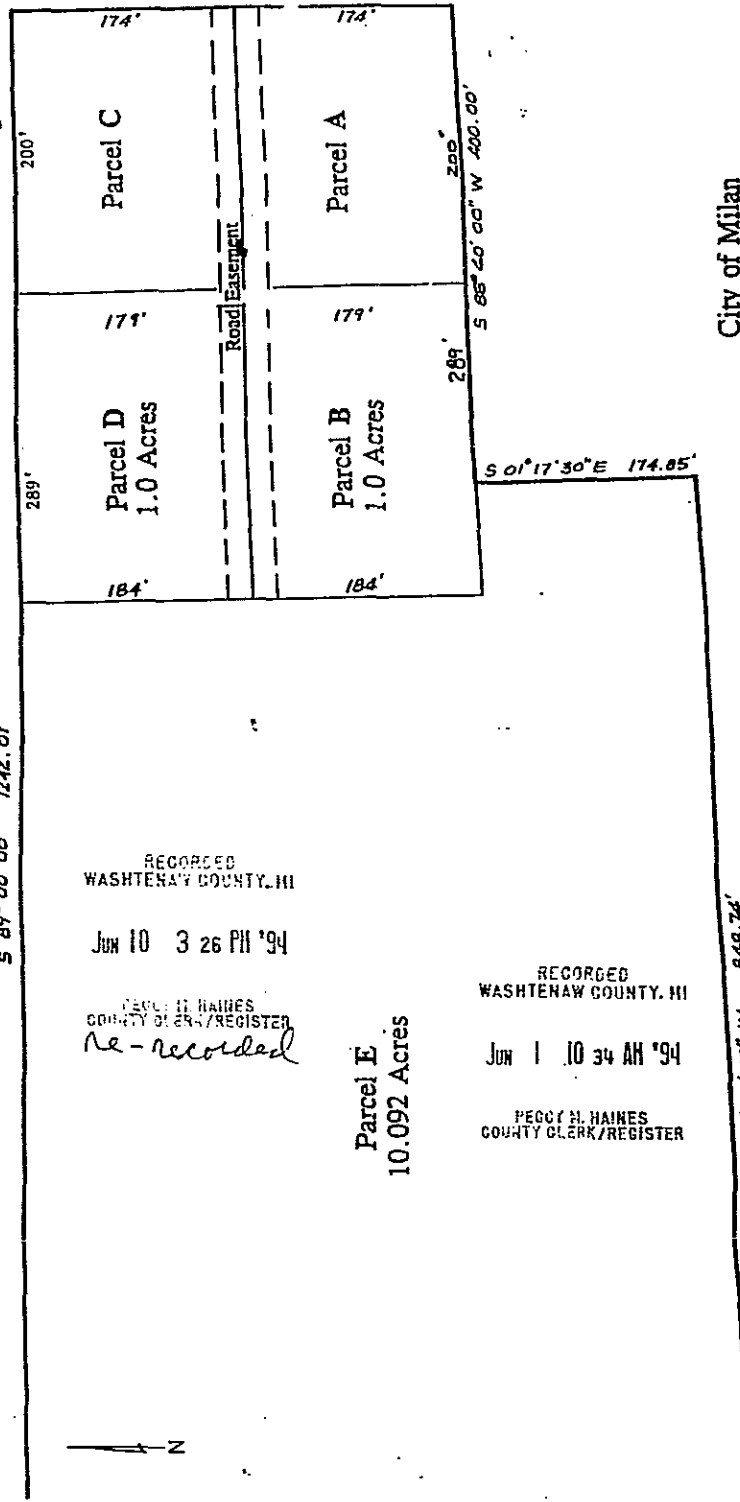 174'
174'
200'
Parcel C
Parcel A
200'
S 88° 40' 00" W 400.00'
Road Easement
179'
179'
289'
289'
Parcel D
1.0 Acres
Parcel B
1.0 Acres
City of Milan
S 01° 17' 30" E 174.85'
184'
184'
RECORDED
WASHTENAW COUNTY. MI
JUN 10 3 26 PM '94
PEGGY M. HAINES
COUNTY CLERK/REGISTER
re-recorded
Parcel E
10.092 Acres
RECORDED
WASHTENAW COUNTY. MI
JUN 1 10 34 AM '94
PEGGY M. HAINES
COUNTY CLERK/REGISTER
N